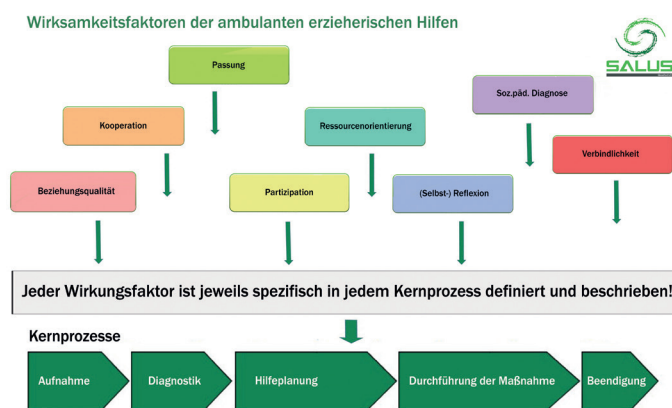 Wirksamkeitsfaktoren der ambulanten erzieherischen Hilfen
SALUS
Passung
Soz.päd. Diagnose
Kooperation
Ressourcenorientierung
Verbindlichkeit
Beziehungsqualität
Partizipation
(Selbst-) Reflexion
Jeder Wirkungsfaktor ist jeweils spezifisch in jedem Kernprozess definiert und beschrieben!
Kernprozesse
Aufnahme
Diagnostik
Hilfeplanung
Durchführung der Maßnahme
Beendigung